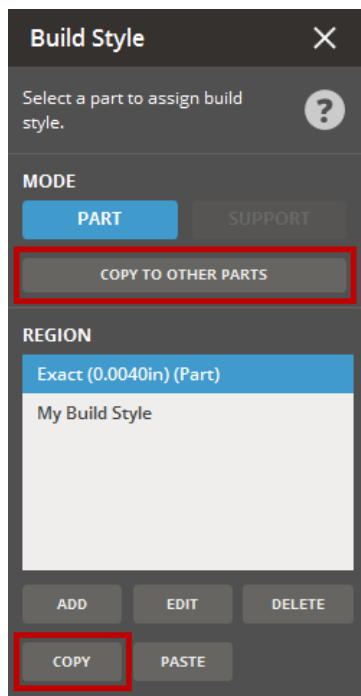 Build Style
Select a part to assign build
style.
?
MODE
PART SUPPORT
COPY TO OTHER PARTS
REGION
Exact (0.0040in) (Part)
My Build Style
ADD EDIT DELETE
COPY PASTE